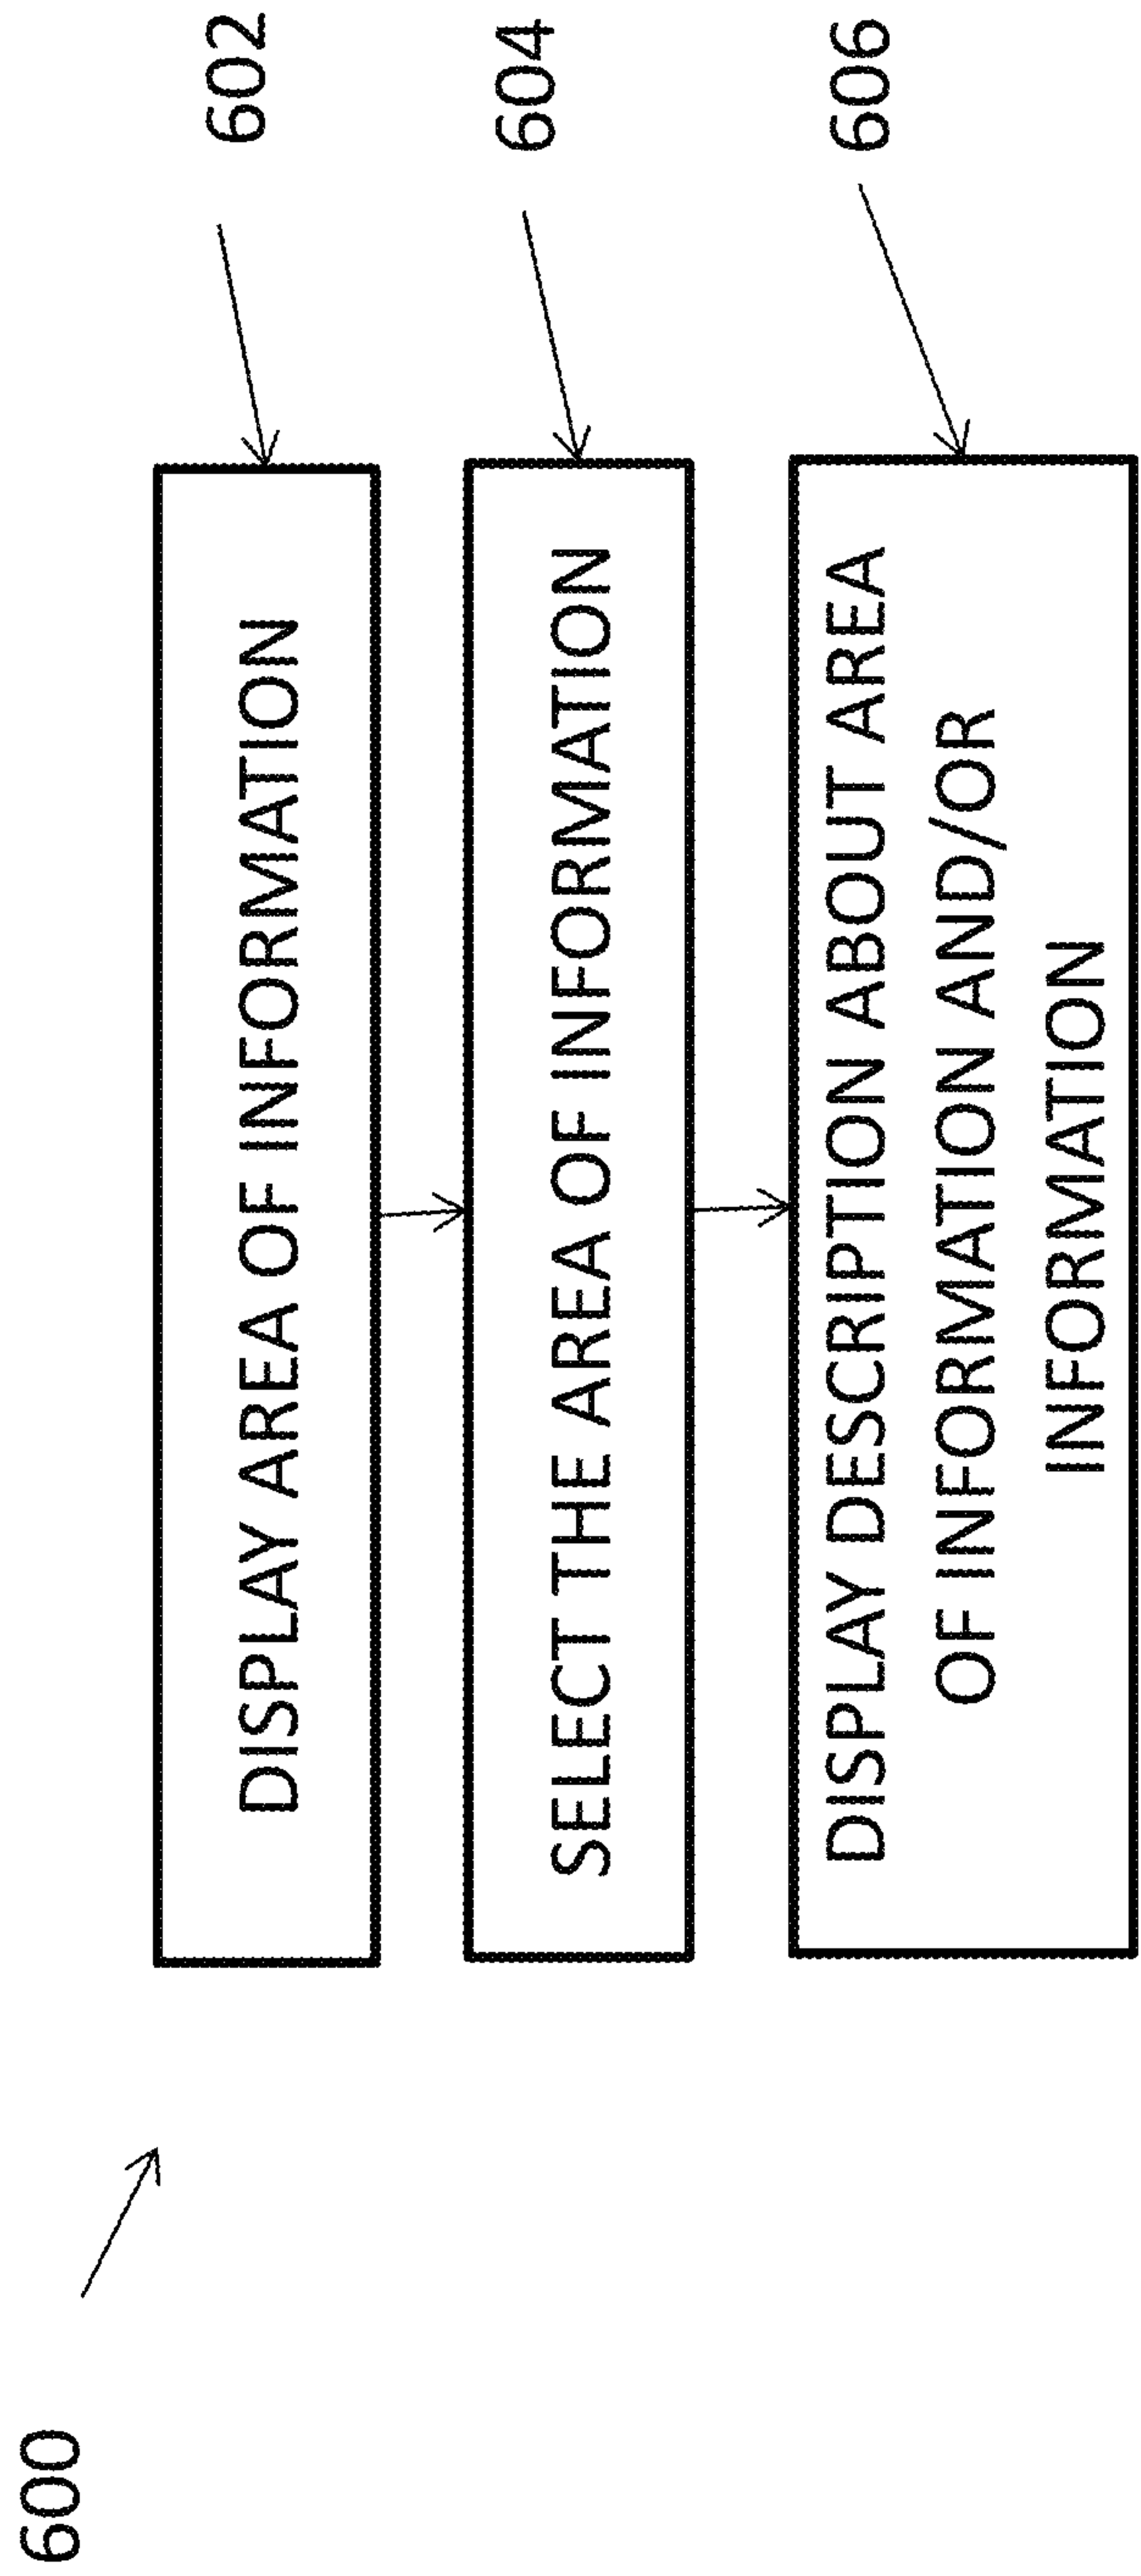 600
DISPLAY AREA OF INFORMATION
602
SELECT THE AREA OF INFORMATION
604
DISPLAY DESCRIPTION ABOUT AREA
OF INFORMATION AND/OR
INFORMATION
606